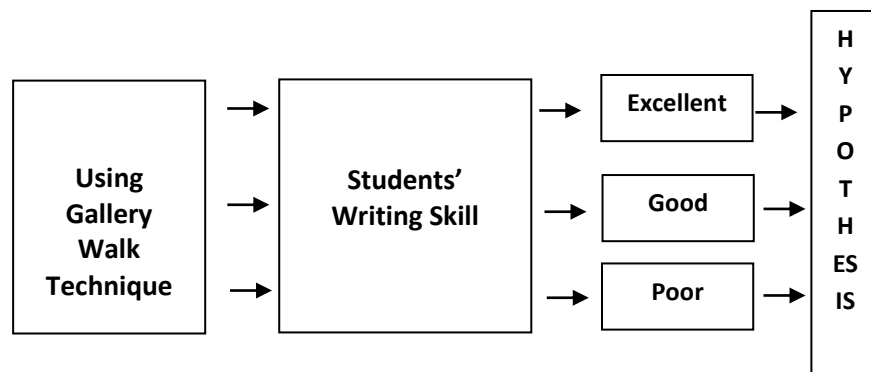 Using
Gallery
Walk
Technique
Students’
Writing Skill
Excellent
Good
Poor
H
Y
P
O
T
H
ES
IS